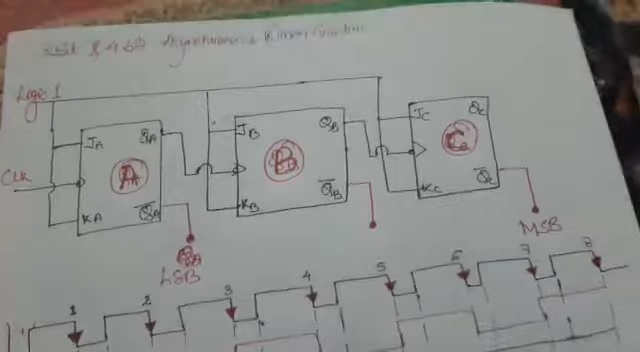 Logic 1
JA QA JB QB JC QC
CLK A B C
KA Q̅A KB Q̅B KC Q̅C
LSB MSB
1 2 3 4 5 6 7 8